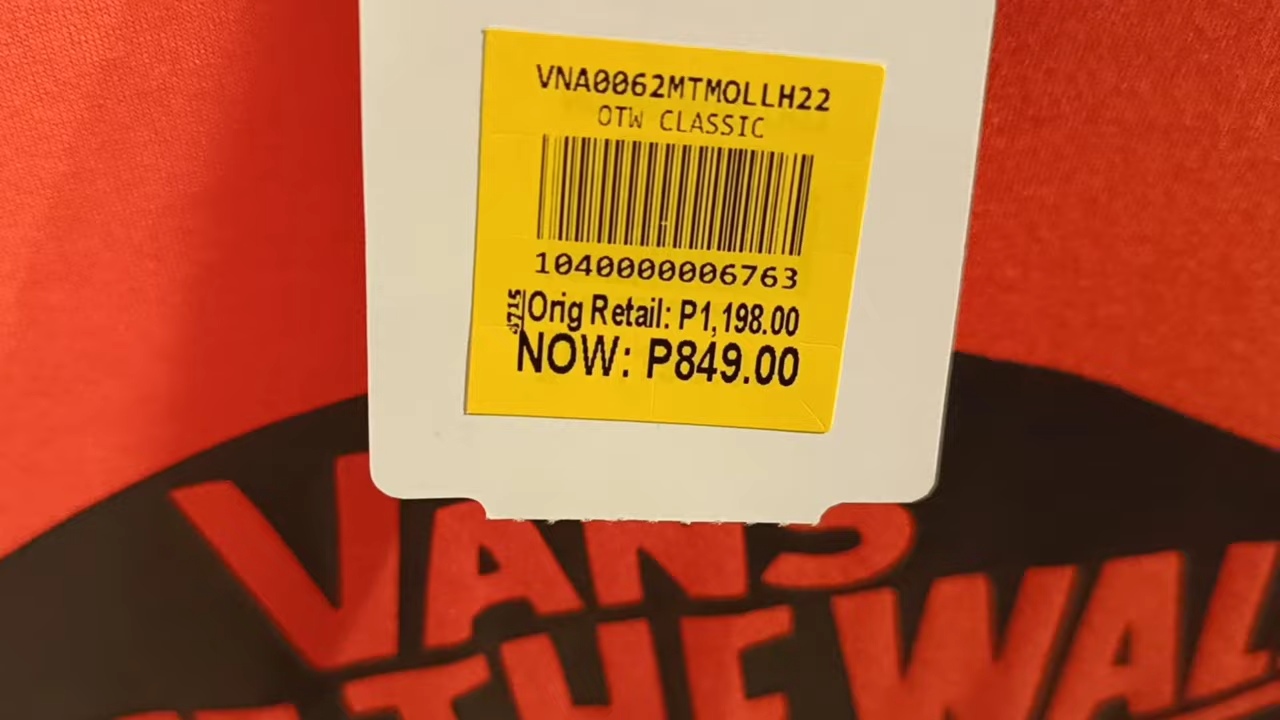 VNA0062MTMOLLH22
OTW CLASSIC
1040000006763
Orig Retail: P1,198.00
NOW: P849.00
VANS
THE WAL